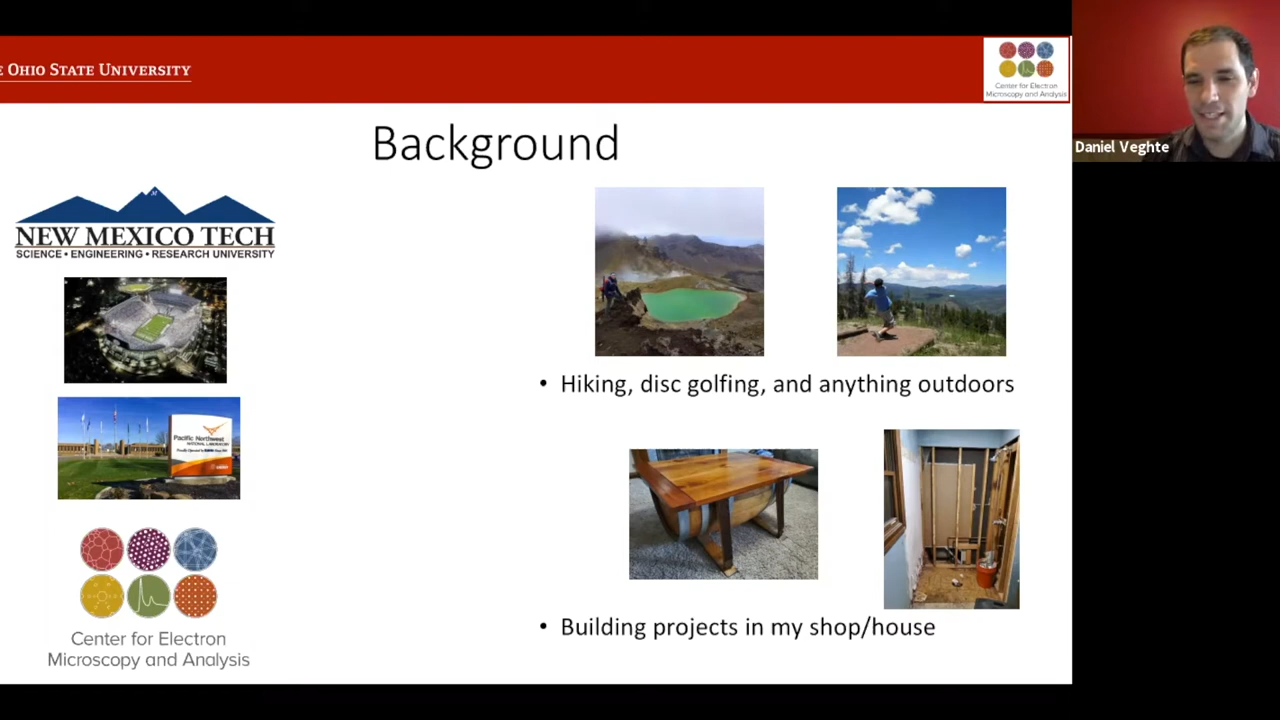 E OHIO STATE UNIVERSITY
Center for Electron
Microscopy and Analysis
Daniel Veghte
Background
NEW MEXICO TECH
SCIENCE • ENGINEERING • RESEARCH UNIVERSITY
Pacific Northwest
NATIONAL LABORATORY
• Hiking, disc golfing, and anything outdoors
Center for Electron
Microscopy and Analysis
• Building projects in my shop/house